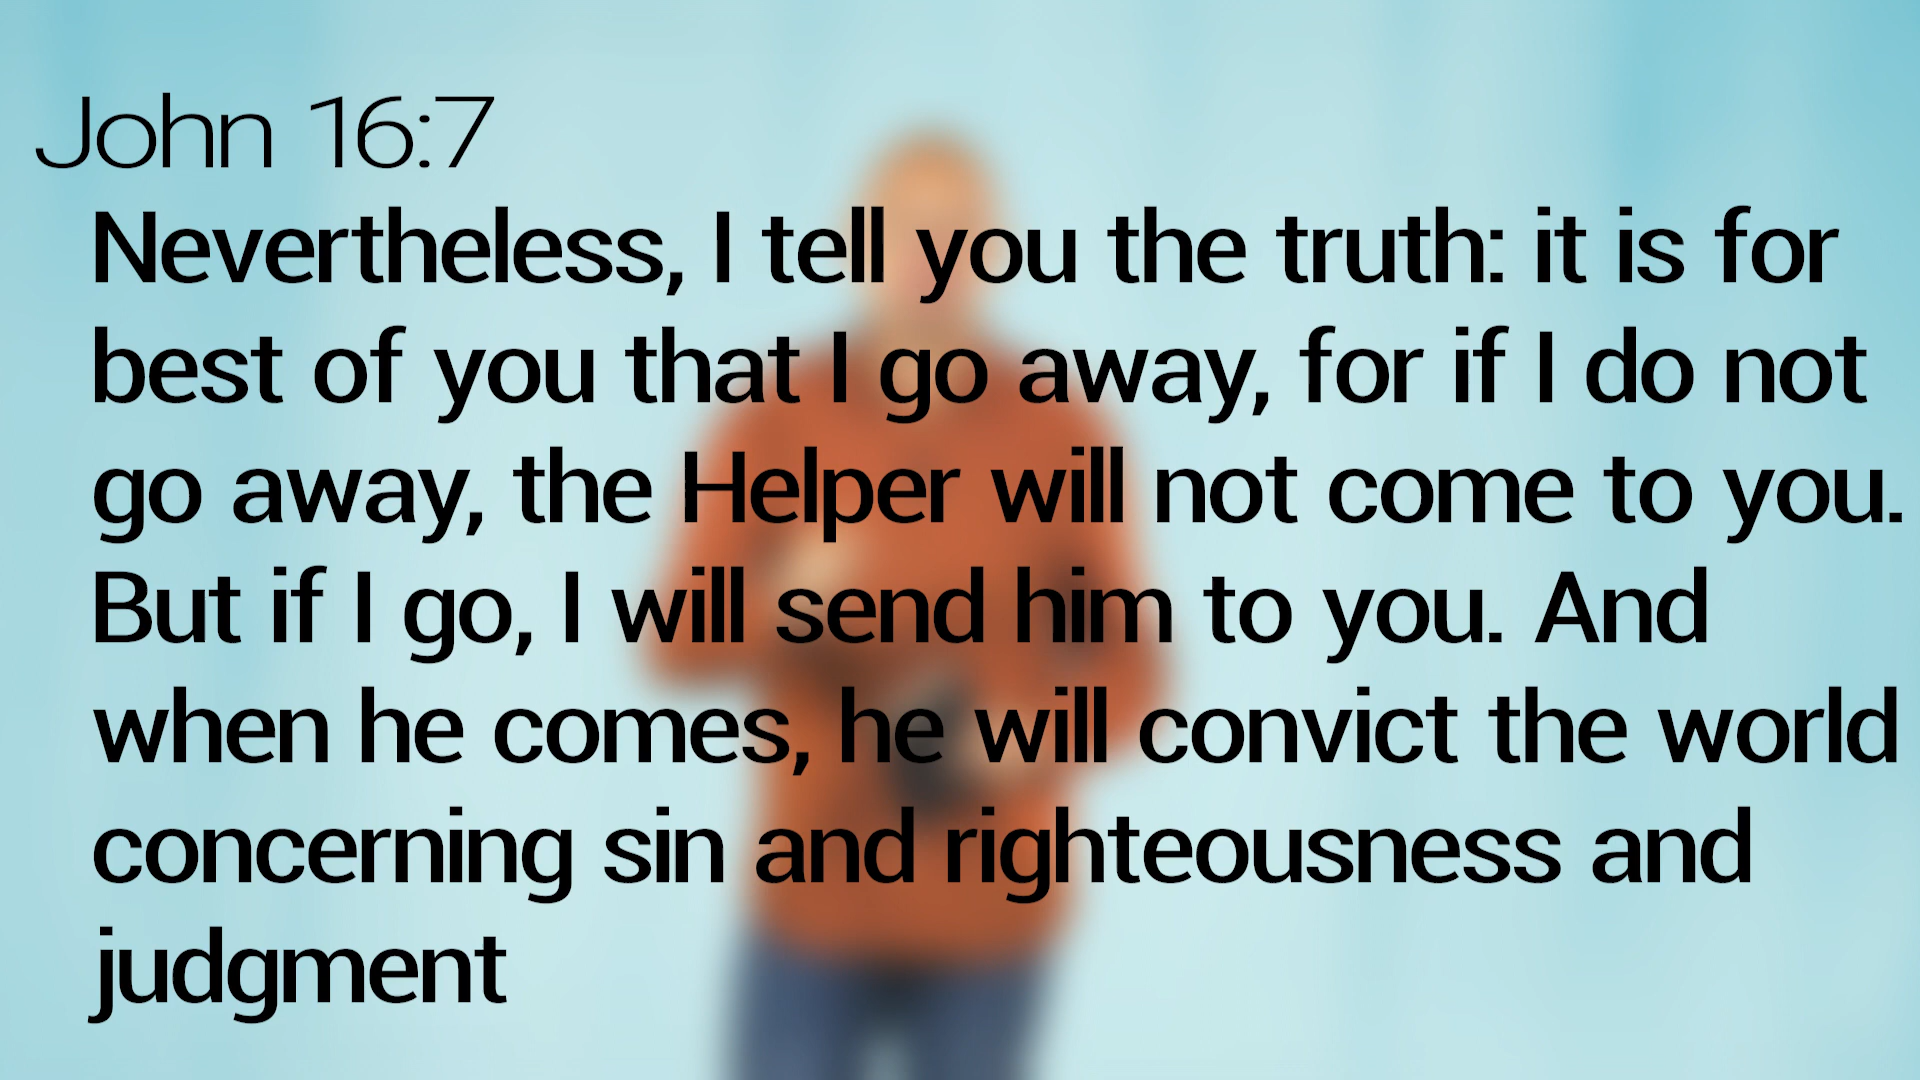 John 16:7
Nevertheless, I tell you the truth: it is for
best of you that I go away, for if I do not
go away, the Helper will not come to you.
But if I go, I will send him to you. And
when he comes, he will convict the world
concerning sin and righteousness and
judgment